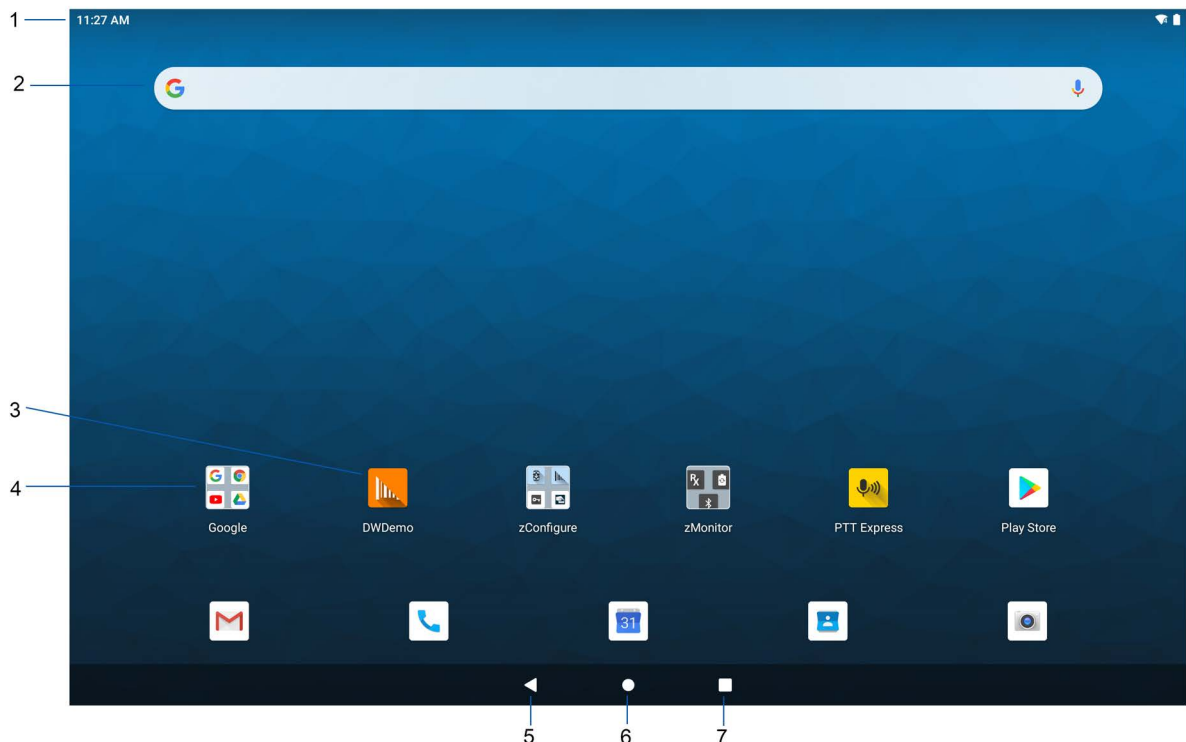 1
11:27 AM
2
G
3
4
G
Rx
Google
DWDemo
zConfigure
zMonitor
PTT Express
Play Store
M
31
5
6
7